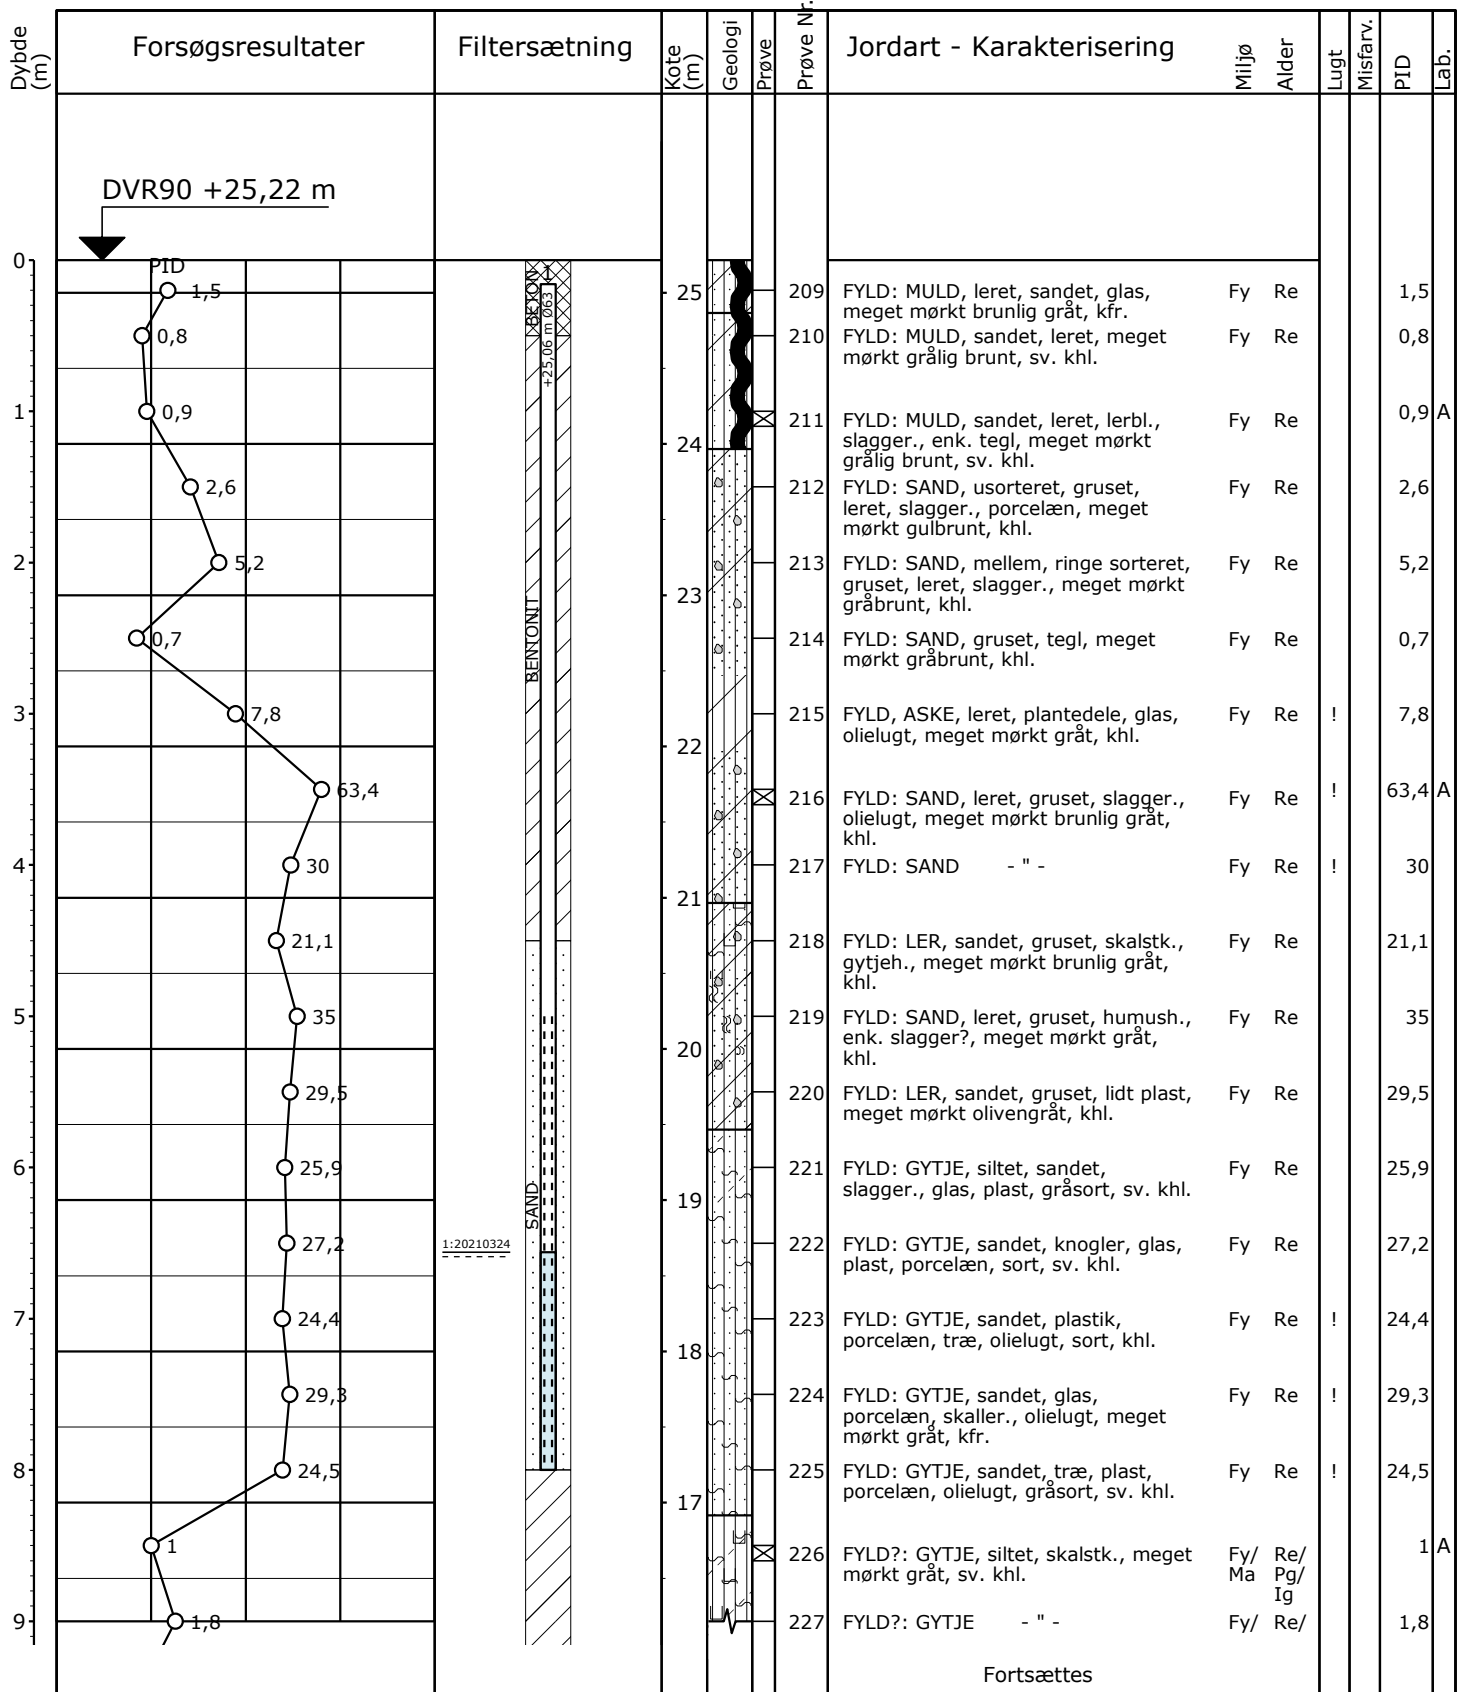 Dybde
(m)
Forsøgsresultater
Filtersætning
Kote
(m)
Geologi
Prøve
Prøve Nr.
Jordart - Karakterisering
Miljø
Alder
Lugt
Misfarv.
PID
Lab.
DVR90 +25,22 m
0
PID
1,5
0,8
1
0,9
2,6
2
5,2
0,7
3
7,8
63,4
4
30
21,1
5
35
29,5
6
25,9
27,2
7
24,4
29,3
8
24,5
1
9
1,8
BETON
1
+25,06 m Ø63
BENTONIT
SAND
1:20210324
25
24
23
22
21
20
19
18
17
209 FYLD: MULD, leret, sandet, glas, Fy Re 1,5
meget mørkt brunlig gråt, kfr.
210 FYLD: MULD, sandet, leret, meget Fy Re 0,8
mørkt grålig brunt, sv. khl.
211 FYLD: MULD, sandet, leret, lerbl., Fy Re 0,9 A
slagger., enk. tegl, meget mørkt
grålig brunt, sv. khl.
212 FYLD: SAND, usorteret, gruset, Fy Re 2,6
leret, slagger., porcelæn, meget
mørkt gulbrunt, khl.
213 FYLD: SAND, mellem, ringe sorteret, Fy Re 5,2
gruset, leret, slagger., meget mørkt
gråbrunt, khl.
214 FYLD: SAND, gruset, tegl, meget Fy Re 0,7
mørkt gråbrunt, khl.
215 FYLD, ASKE, leret, plantedele, glas, Fy Re ! 7,8
olielugt, meget mørkt gråt, khl.
216 FYLD: SAND, leret, gruset, slagger., Fy Re ! 63,4 A
olielugt, meget mørkt brunlig gråt,
khl.
217 FYLD: SAND - " - Fy Re ! 30
218 FYLD: LER, sandet, gruset, skalstk., Fy Re 21,1
gytjeh., meget mørkt brunlig gråt,
khl.
219 FYLD: SAND, leret, gruset, humush., Fy Re 35
enk. slagger?, meget mørkt gråt,
khl.
220 FYLD: LER, sandet, gruset, lidt plast, Fy Re 29,5
meget mørkt olivengråt, khl.
221 FYLD: GYTJE, siltet, sandet, Fy Re 25,9
slagger., glas, plast, gråsort, sv. khl.
222 FYLD: GYTJE, sandet, knogler, glas, Fy Re 27,2
plast, porcelæn, sort, sv. khl.
223 FYLD: GYTJE, sandet, plastik, Fy Re ! 24,4
porcelæn, træ, olielugt, sort, khl.
224 FYLD: GYTJE, sandet, glas, Fy Re ! 29,3
porcelæn, skaller., olielugt, meget
mørkt gråt, kfr.
225 FYLD: GYTJE, sandet, træ, plast, Fy Re ! 24,5
porcelæn, olielugt, gråsort, sv. khl.
226 FYLD?: GYTJE, siltet, skalstk., meget Fy/ Re/ 1 A
mørkt gråt, sv. khl. Ma Pg/
Ig
227 FYLD?: GYTJE - " - Fy/ Re/ 1,8
Fortsættes